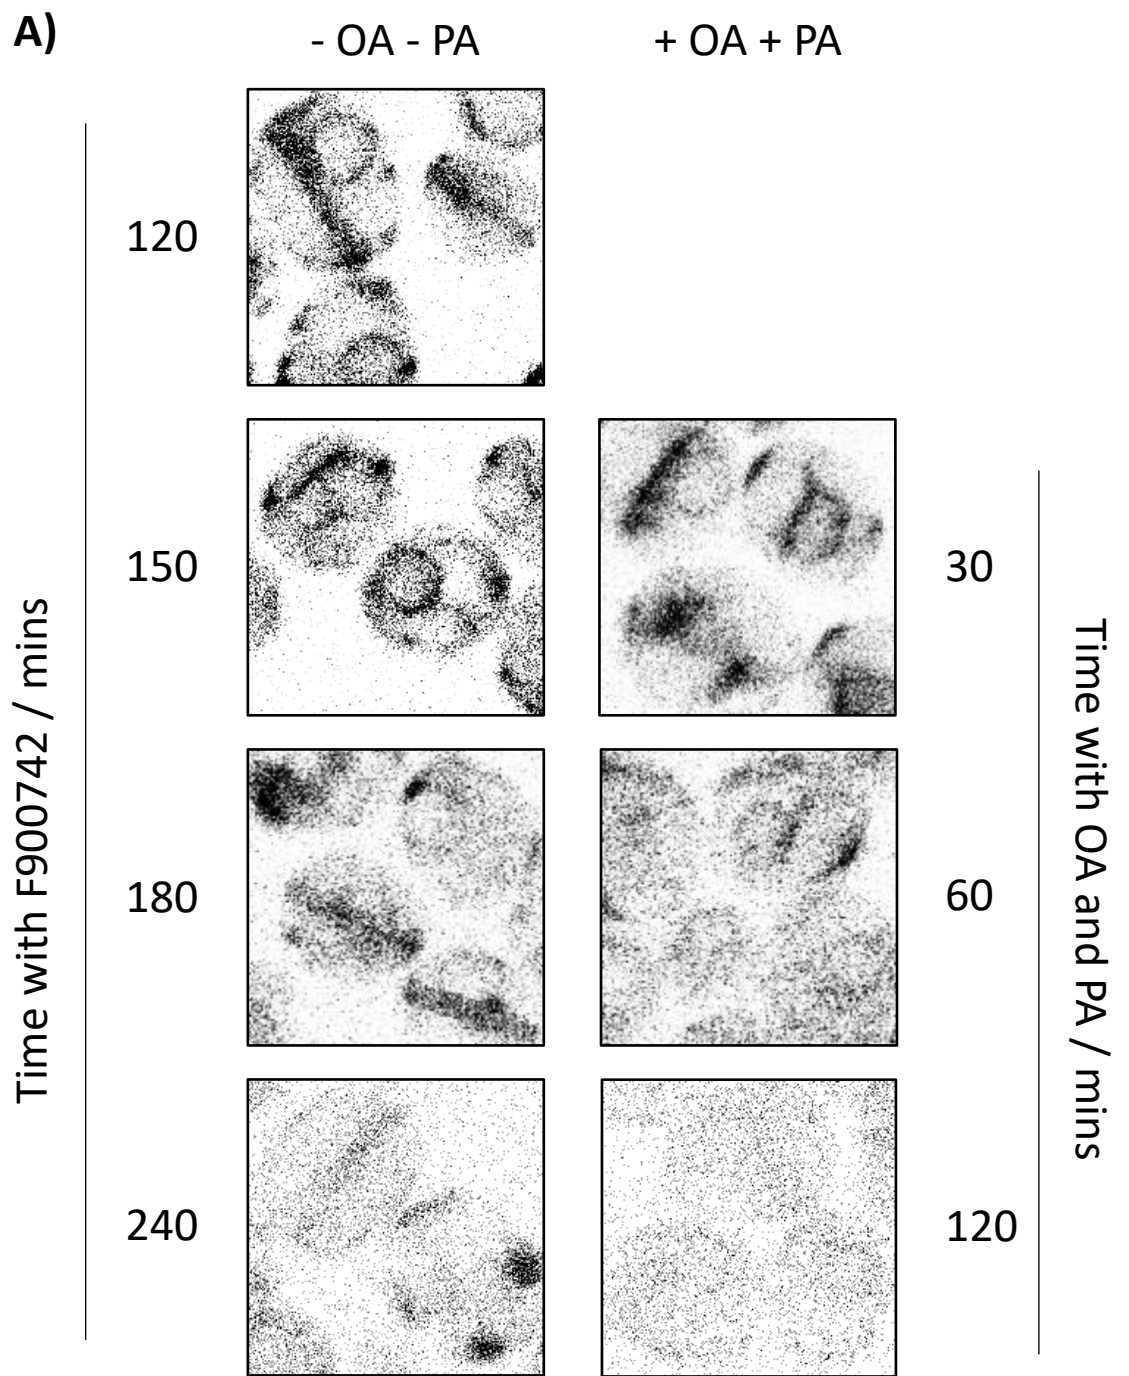 A)
- OA - PA
+ OA + PA
120
150
30
180
60
240
120
Time with F900742 / mins
Time with OA and PA / mins